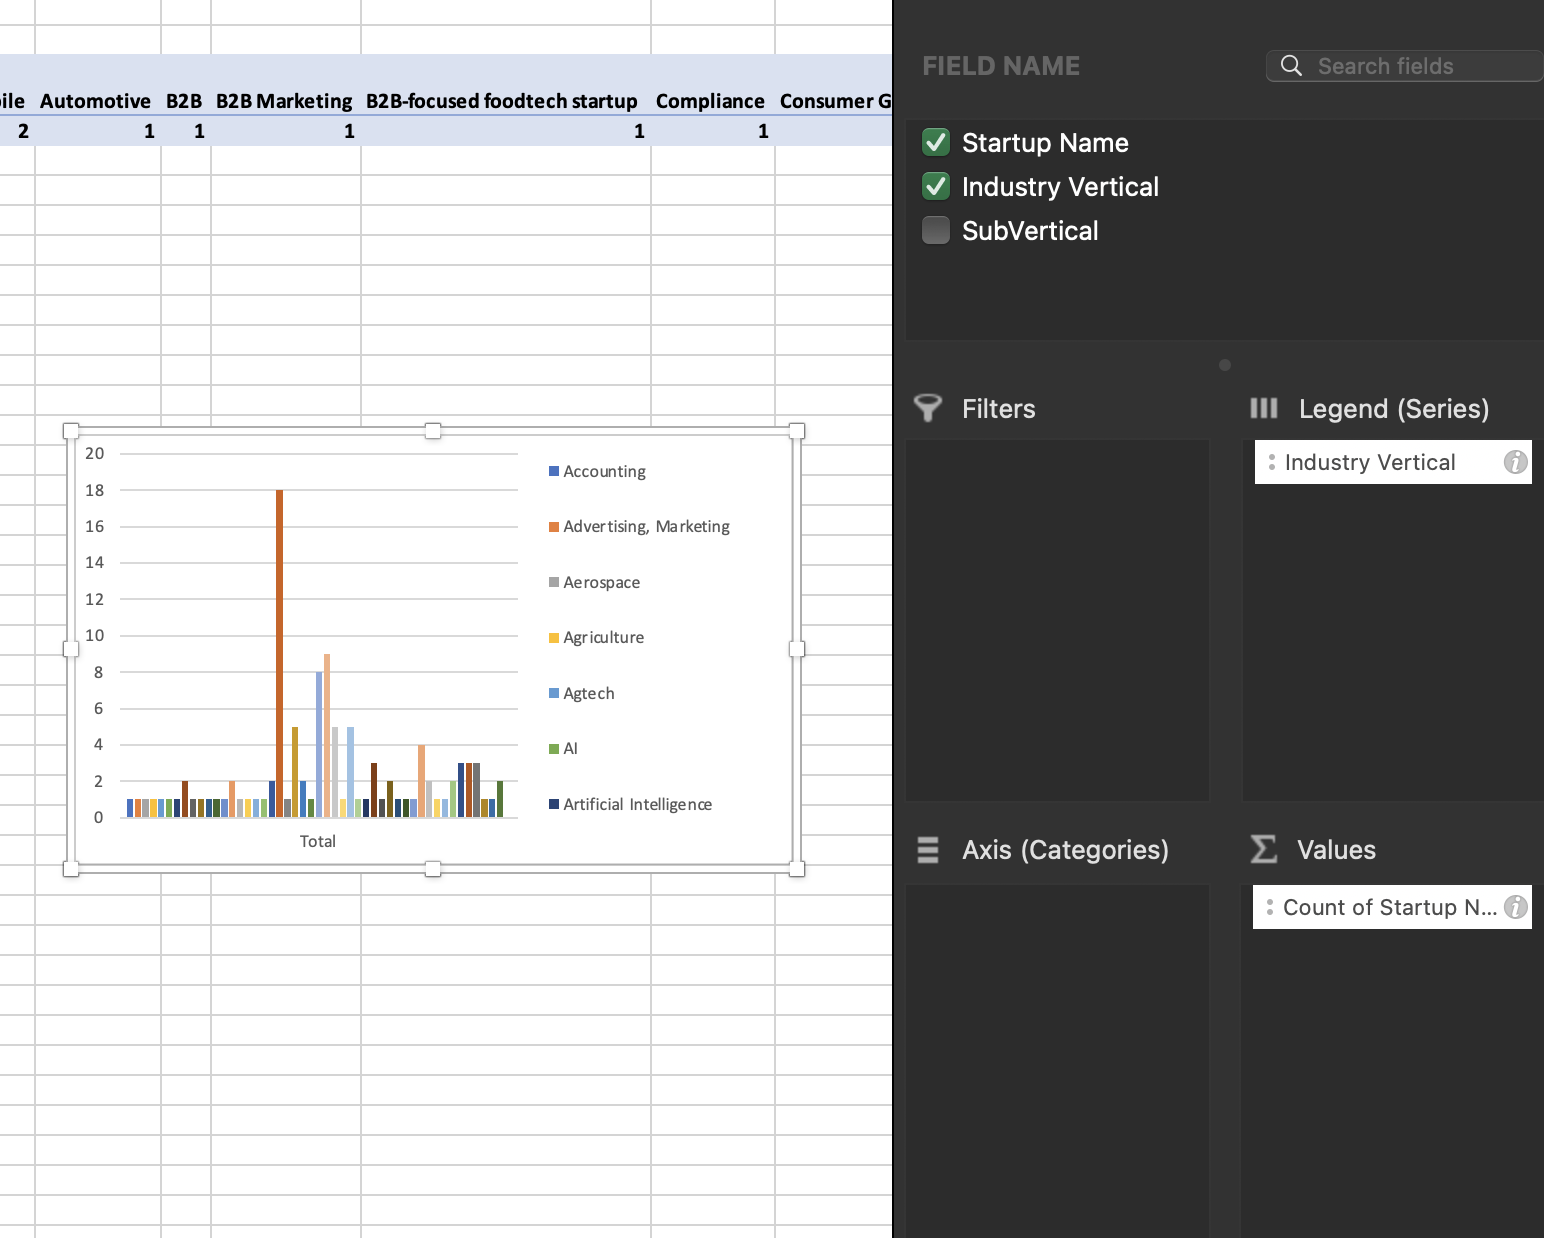 ile Automotive B2B B2B Marketing B2B-focused foodtech startup Compliance Consumer G
2 1 1 1 1 1
20
18
16
14
12
10
8
6
4
2
0
Total
Accounting
Advertising, Marketing
Aerospace
Agriculture
Agtech
AI
Artificial Intelligence
FIELD NAME
Search fields
Startup Name
Industry Vertical
SubVertical
Filters
Legend (Series)
Industry Vertical
Axis (Categories)
Values
Count of Startup N...